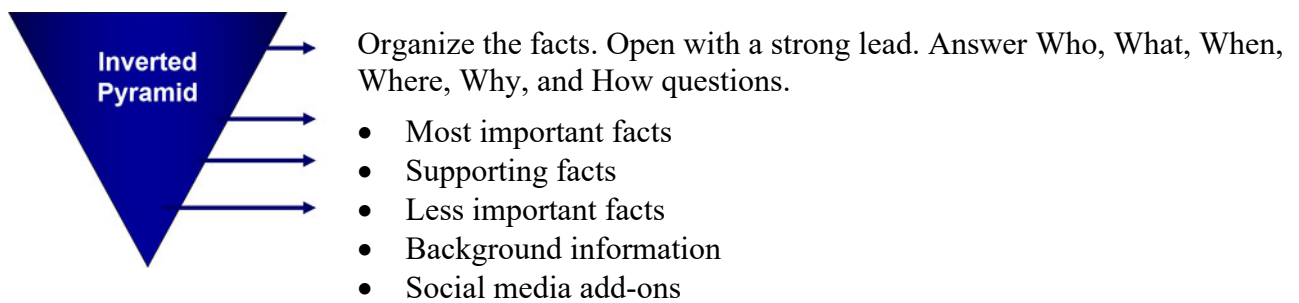 Inverted
Pyramid
Organize the facts. Open with a strong lead. Answer Who, What, When,
Where, Why, and How questions.
• Most important facts
• Supporting facts
• Less important facts
• Background information
• Social media add-ons